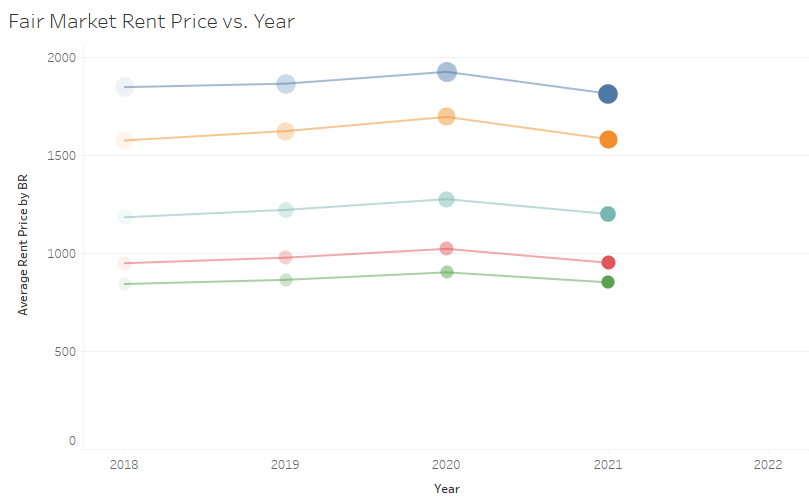 Fair Market Rent Price vs. Year
2000
1500
1000
500
0
Average Rent Price by BR
2018 2019 2020 2021 2022
Year